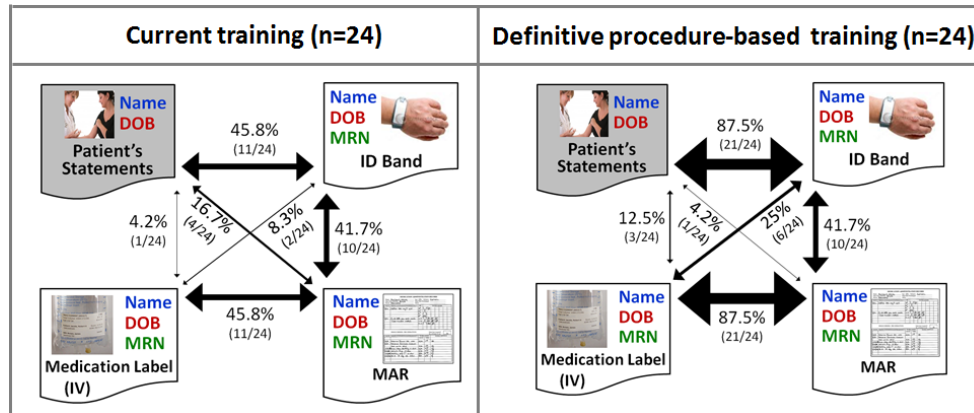 Current training (n=24)
Name
DOB
Patient's
Statements
45.8%
(11/24)
Name
DOB
MRN
ID Band
4.2%
(1/24)
16.7%
(4/24)
8.3%
(2/24)
41.7%
(10/24)
Name
DOB
MRN
Medication Label
(IV)
45.8%
(11/24)
Name
DOB
MRN
MAR
Definitive procedure-based training (n=24)
Name
DOB
Patient's
Statements
87.5%
(21/24)
Name
DOB
MRN
ID Band
12.5%
(3/24)
4.2%
(1/24)
25%
(6/24)
41.7%
(10/24)
Name
DOB
MRN
Medication Label
(IV)
87.5%
(21/24)
Name
DOB
MRN
MAR